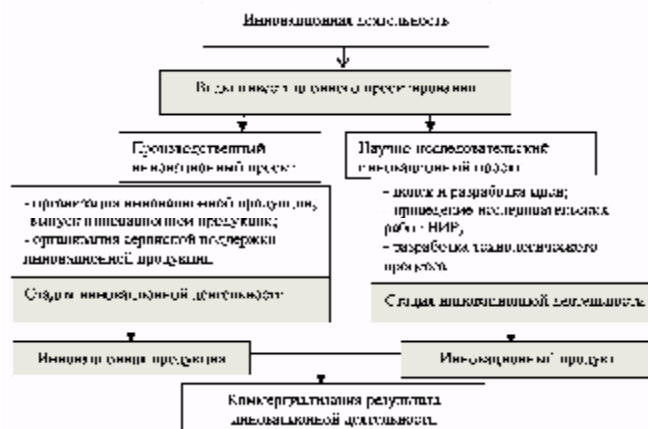 Инновационная деятельность
Виды инвестиционного проектирования
Производственный
инновационный проект
Научно-исследовательский
инновационный проект
- организация инновационной продукции,
выпуск инновационной продукции;
- организация сервисной поддержки
инновационной продукции
- поиск и разработка идеи;
- проведение исследовательских
работ НИР;
- разработка технологического
процесса
Стадии инновационной деятельности
Стадия инновационной деятельности
Инновационная продукция
Инновационный продукт
Коммерциализация результата
инновационной деятельности